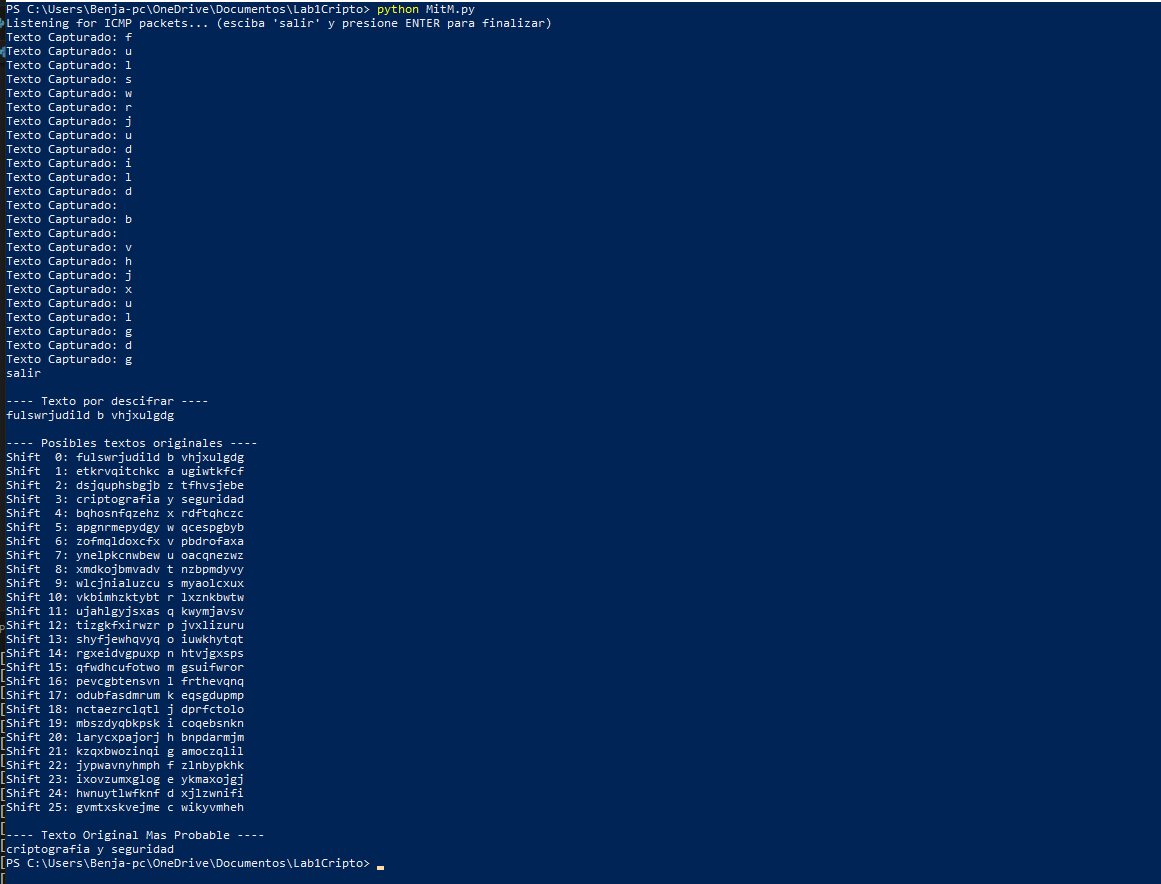 PS C:\Users\Benja-pc\OneDrive\Documentos\Lab1Cripto> python MitM.py
Listening for ICMP packets... (esciba 'salir' y presione ENTER para finalizar)
Texto Capturado: f
Texto Capturado: u
Texto Capturado: l
Texto Capturado: s
Texto Capturado: w
Texto Capturado: r
Texto Capturado: j
Texto Capturado: u
Texto Capturado: d
Texto Capturado: i
Texto Capturado: l
Texto Capturado: d
Texto Capturado:
Texto Capturado: b
Texto Capturado:
Texto Capturado: v
Texto Capturado: h
Texto Capturado: j
Texto Capturado: x
Texto Capturado: u
Texto Capturado: l
Texto Capturado: g
Texto Capturado: d
Texto Capturado: g
salir
---- Texto por descifrar ----
fulswrjudild b vhjxulgdg
---- Posibles textos originales ----
Shift  0: fulswrjudild b vhjxulgdg
Shift  1: etkrvqitchkc a ugiwtkfcf
Shift  2: dsjquphsbgjb z tfhvsjebe
Shift  3: criptografia y seguridad
Shift  4: bqhosnfqzehz x rdftqhczc
Shift  5: apgnrmepydgy w qcespgbyb
Shift  6: zofmqldoxcfx v pbdrofaxa
Shift  7: ynelpkcnwbew u oacqnezwz
Shift  8: xmdkojbmvadv t nzbpmdyvy
Shift  9: wlcjnialuzcu s myaolcxux
Shift 10: vkbimhzktybt r lxznkbwtw
Shift 11: ujahlgyjsxas q kwymjavsv
Shift 12: tizgkfxirwzr p jvxlizuru
Shift 13: shyfjewhqvyq o iuwkhytqt
Shift 14: rgxeidvgpuxp n htvjgxsps
Shift 15: qfwdhcufotwo m gsuifwror
Shift 16: pevcgbtensvn l frthevqnq
Shift 17: odubfasdmrum k eqsgdupmp
Shift 18: nctaezrclqtl j dprfctolo
Shift 19: mbszdyqbkpsk i coqebsnkn
Shift 20: larycxpajorj h bnpdarmjm
Shift 21: kzqxbwozinqi g amoczqlil
Shift 22: jypwavnyhmph f zlnbypkhk
Shift 23: ixovzumxglog e ykmaxojgj
Shift 24: hwnuytlwfknf d xjlzwnifi
Shift 25: gvmtxskvejme c wikyvmheh
---- Texto Original Mas Probable ----
criptografia y seguridad
PS C:\Users\Benja-pc\OneDrive\Documentos\Lab1Cripto>